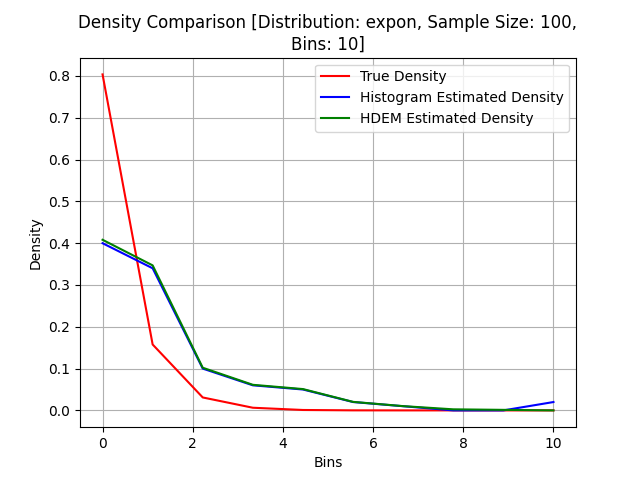 Density Comparison [Distribution: expon, Sample Size: 100,
Bins: 10]
True Density
Histogram Estimated Density
HDEM Estimated Density
Density
0.8
0.7
0.6
0.5
0.4
0.3
0.2
0.1
0.0
0 2 4 6 8 10
Bins